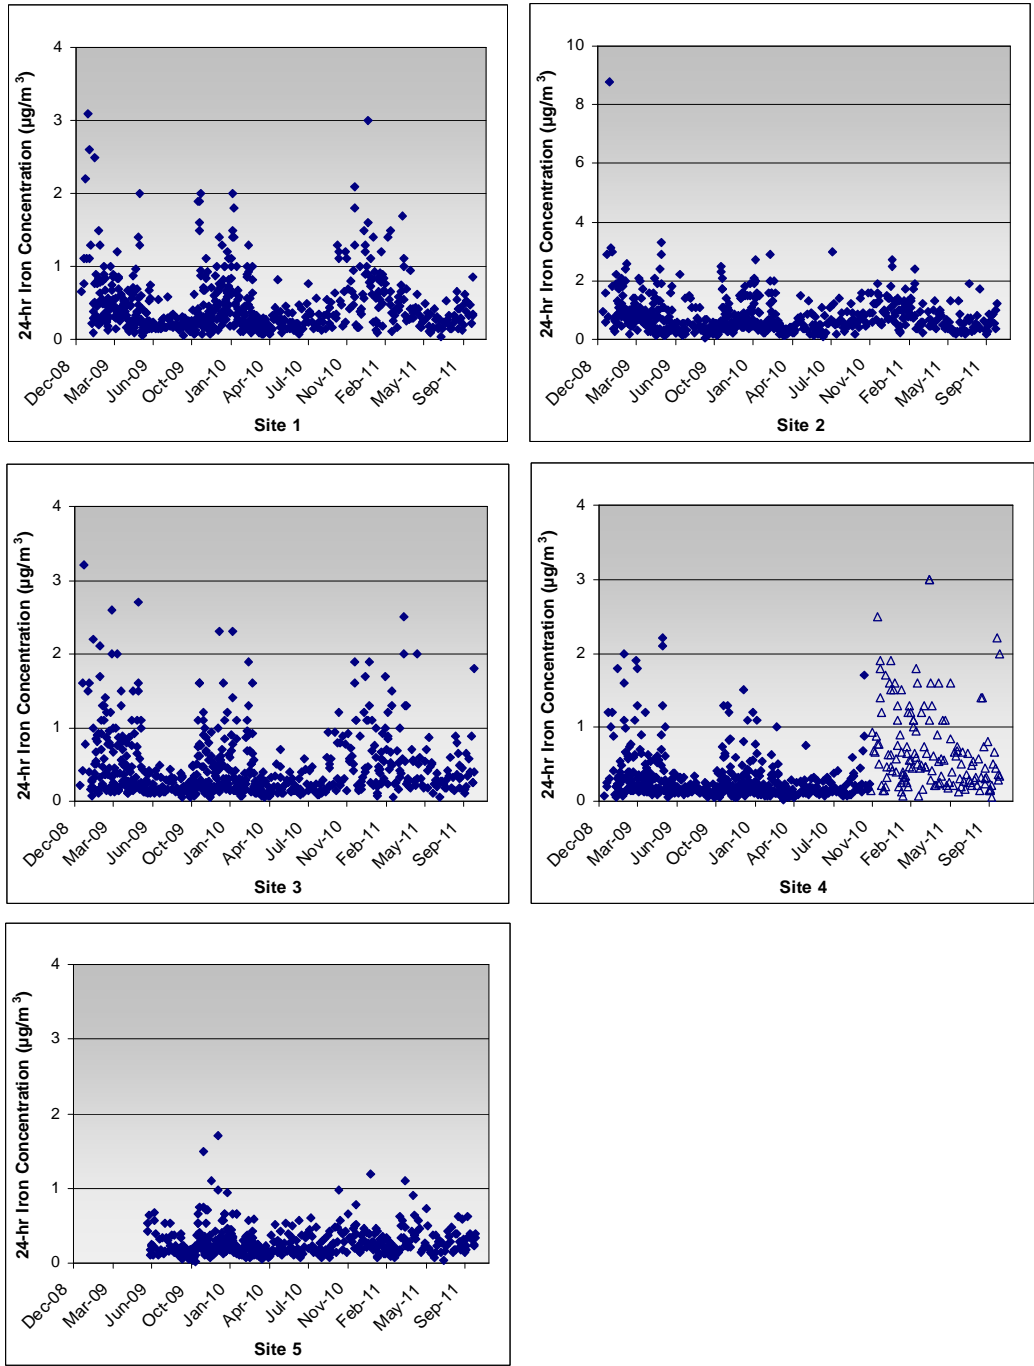 24-hr Iron Concentration (µg/m³)
4
3
2
1
0
Dec-08
Mar-09
Jun-09
Oct-09
Jan-10
Apr-10
Jul-10
Nov-10
Feb-11
May-11
Sep-11
Site 1
24-hr Iron Concentration (µg/m³)
10
8
6
4
2
0
Dec-08
Mar-09
Jun-09
Oct-09
Jan-10
Apr-10
Jul-10
Nov-10
Feb-11
May-11
Sep-11
Site 2
24-hr Iron Concentration (µg/m³)
4
3
2
1
0
Dec-08
Mar-09
Jun-09
Oct-09
Jan-10
Apr-10
Jul-10
Nov-10
Feb-11
May-11
Sep-11
Site 3
24-hr Iron Concentration (µg/m³)
4
3
2
1
0
Dec-08
Mar-09
Jun-09
Oct-09
Jan-10
Apr-10
Jul-10
Nov-10
Feb-11
May-11
Sep-11
Site 4
24-hr Iron Concentration (µg/m³)
4
3
2
1
0
Dec-08
Mar-09
Jun-09
Oct-09
Jan-10
Apr-10
Jul-10
Nov-10
Feb-11
May-11
Sep-11
Site 5